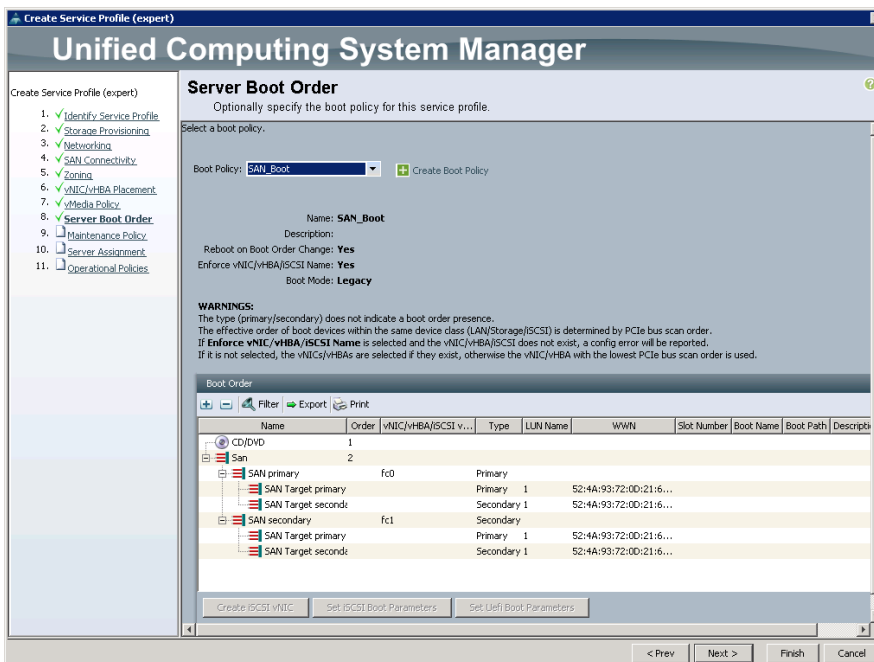 Create Service Profile (expert)
Unified Computing System Manager
Create Service Profile (expert)
1. Identify Service Profile
2. Storage Provisioning
3. Networking
4. SAN Connectivity
5. Zoning
6. vNIC/vHBA Placement
7. vMedia Policy
8. Server Boot Order
9. Maintenance Policy
10. Server Assignment
11. Operational Policies
Server Boot Order
Optionally specify the boot policy for this service profile.
Select a boot policy.
Boot Policy: SAN_Boot Create Boot Policy
Name: SAN_Boot
Description:
Reboot on Boot Order Change: Yes
Enforce vNIC/vHBA/iSCSI Name: Yes
Boot Mode: Legacy
WARNINGS:
The type (primary/secondary) does not indicate a boot order presence.
The effective order of boot devices within the same device class (LAN/Storage/iSCSI) is determined by PCIe bus scan order.
If Enforce vNIC/vHBA/iSCSI Name is selected and the vNIC/vHBA/iSCSI does not exist, a config error will be reported.
If it is not selected, the vNICs/vHBAs are selected if they exist, otherwise the vNIC/vHBA with the lowest PCIe bus scan order is used.
Boot Order
Filter Export Print
Name Order vNIC/vHBA/iSCSI v... Type LUN Name WWN Slot Number Boot Name Boot Path Descripti
CD/DVD 1
San 2
SAN primary fc0 Primary
SAN Target primary Primary 1 52:4A:93:72:0D:21:6...
SAN Target seconda Secondary 1 52:4A:93:72:0D:21:6...
SAN secondary fc1 Secondary
SAN Target primary Primary 1 52:4A:93:72:0D:21:6...
SAN Target seconda Secondary 1 52:4A:93:72:0D:21:6...
Create iSCSI vNIC Set iSCSI Boot Parameters Set Uefi Boot Parameters
< Prev Next > Finish Cancel